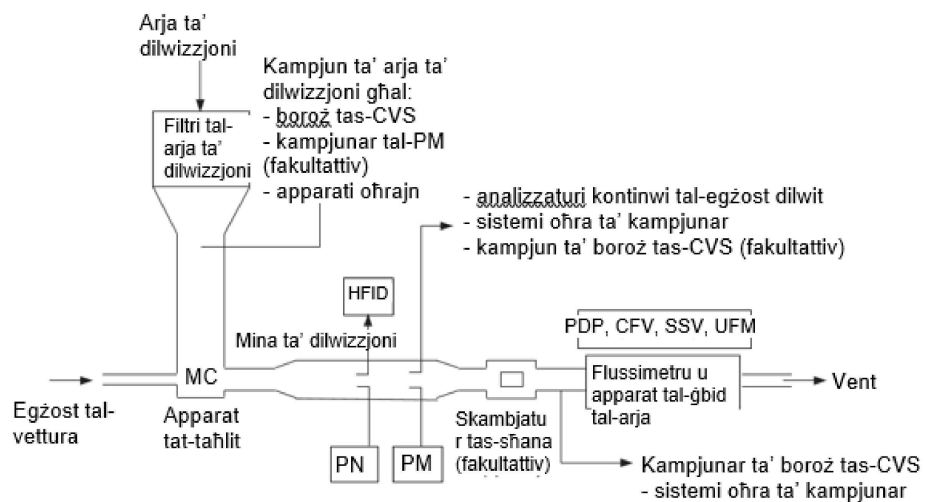 Arja ta'
dilwizzjoni
Kampjun ta' arja ta'
dilwizzjoni għal:
- boroż tas-CVS
- kampjunar tal-PM
(fakultattiv)
- apparati oħrajn
Filtri tal-
arja ta'
dilwizzjoni
- analizzaturi kontinwi tal-egżost dilwit
- sistemi oħra ta' kampjunar
- kampjun ta' boroż tas-CVS (fakultattiv)
HFID
Mina ta' dilwizzjoni
PDP, CFV, SSV, UFM
MC
Flussimetru u
apparat tal-ġbid
tal-arja
Vent
Egżost tal-
vettura
Apparat
tat-taħlit
Skambjatu
r tas-sħana
(fakultattiv)
PN
PM
Kampjunar ta' boroż tas-CVS
- sistemi oħra ta' kampjunar